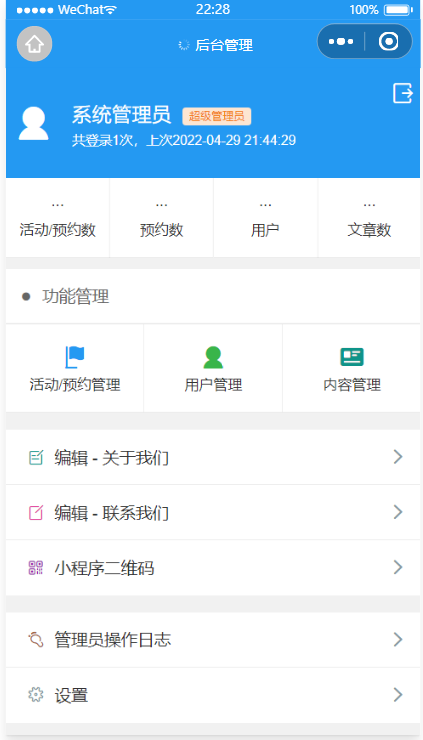 WeChat 22:28 100%
后台管理
系统管理员 超级管理员
共登录1次，上次2022-04-29 21:44:29
... ... ... ...
活动/预约数 预约数 用户 文章数
功能管理
活动/预约管理 用户管理 内容管理
编辑 - 关于我们
编辑 - 联系我们
小程序二维码
管理员操作日志
设置